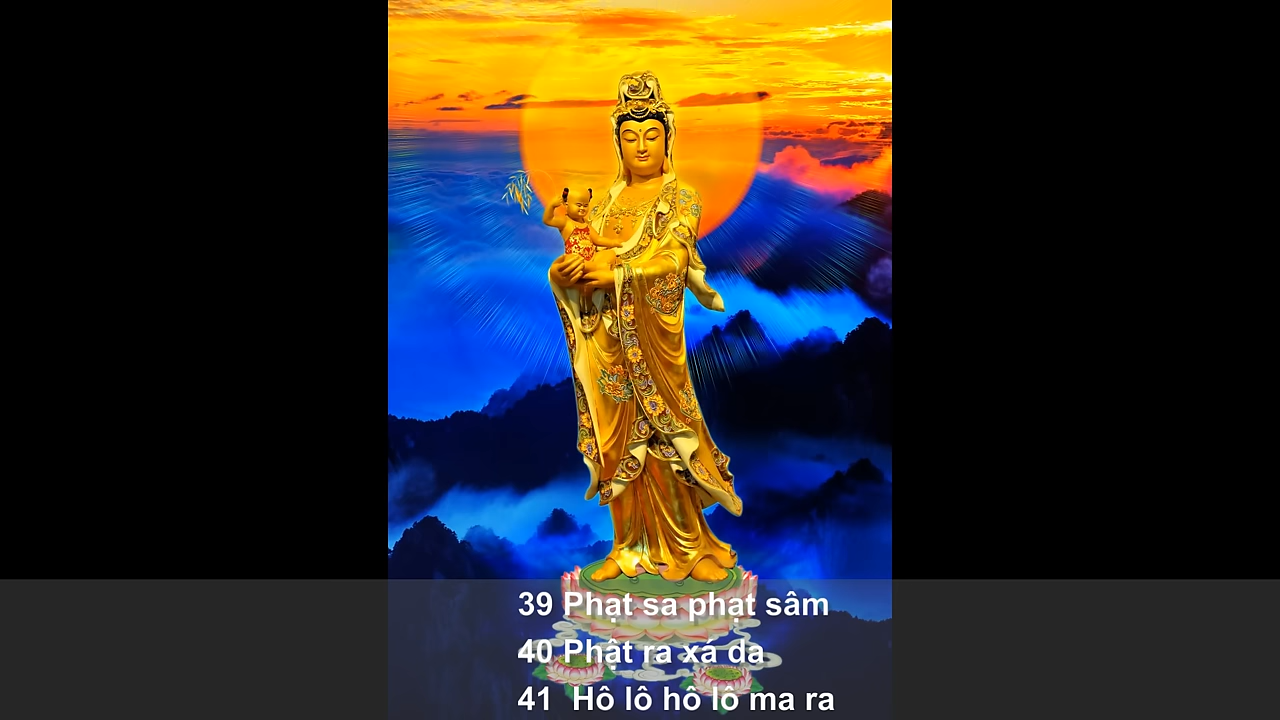 39 Phạt sa phạt sâm
40 Phật ra xá da
41 Hô lô hô lô ma ra